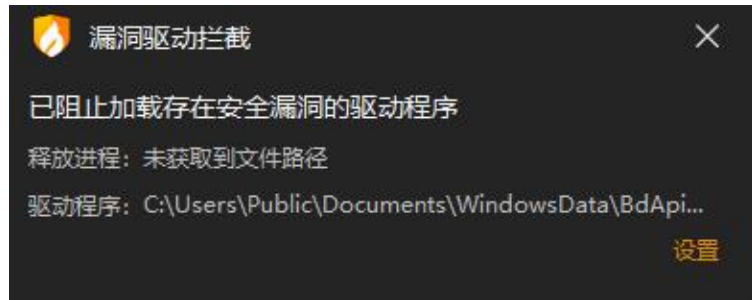 漏洞驱动拦截
已阻止加载存在安全漏洞的驱动程序
释放进程：未获取到文件路径
驱动程序：C:\Users\Public\Documents\WindowsData\BdApi...
设置